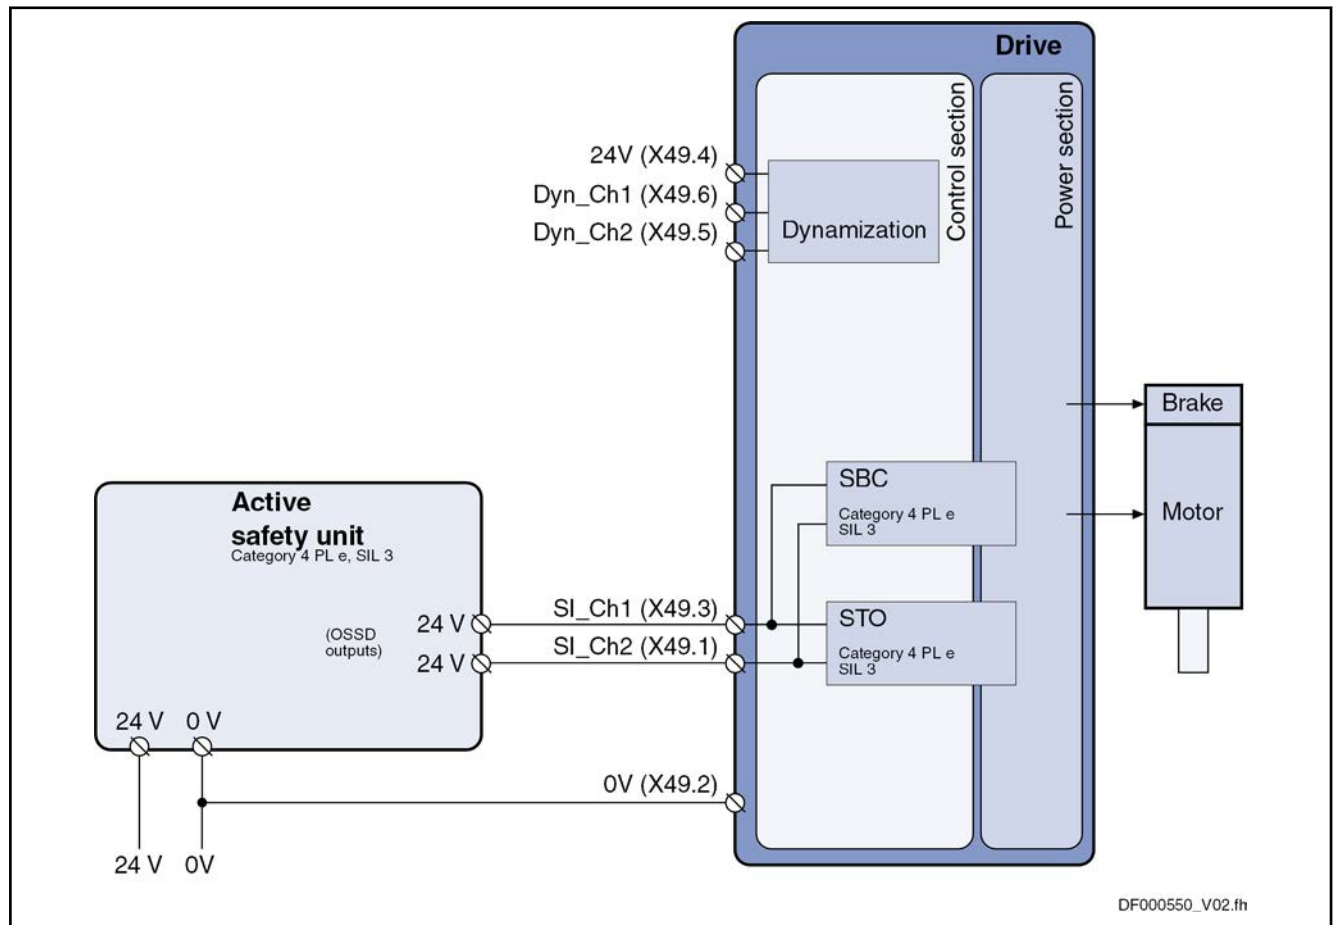 Drive
Control section
Power section
24V (X49.4)
Dyn_Ch1 (X49.6)
Dyn_Ch2 (X49.5)
Dynamization
Brake
Motor
SBC
Category 4 PL e
SIL 3
STO
Category 4 PL e
SIL 3
Active
safety unit
Category 4 PL e, SIL 3
(OSSD
outputs)
24 V
24 V
SI_Ch1 (X49.3)
SI_Ch2 (X49.1)
24 V 0 V
0V (X49.2)
24 V 0V
DF000550_V02.fh